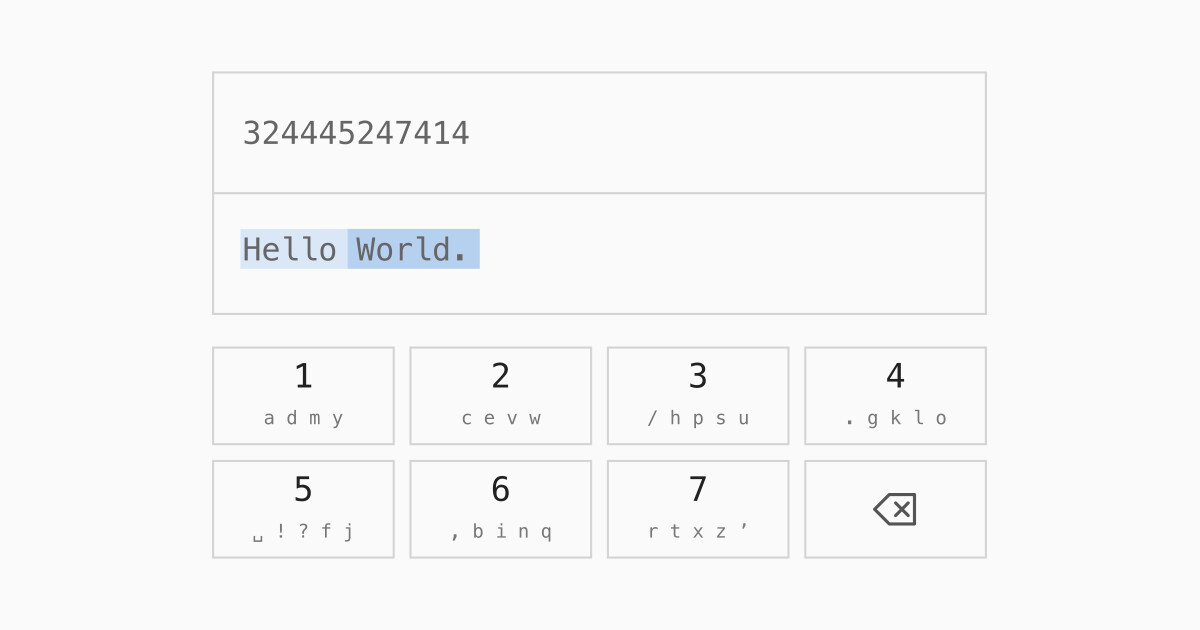 324445247414
Hello World.
1 2 3 4
a d m y c e v w / h p s u . g k l o
5 6 7
␣ ! ? f j , b i n q r t x z ’